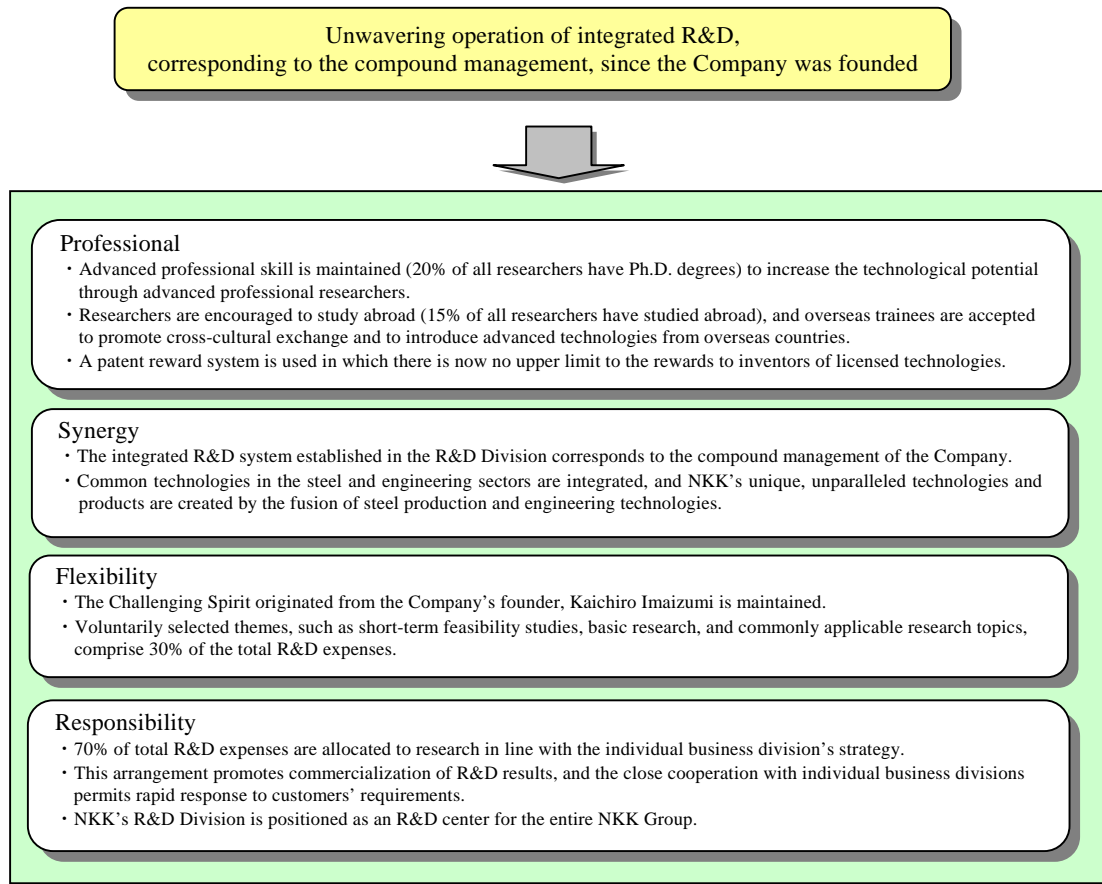 Unwavering operation of integrated R&D,
corresponding to the compound management, since the Company was founded
Professional
・Advanced professional skill is maintained (20% of all researchers have Ph.D. degrees) to increase the technological potential
through advanced professional researchers.
・Researchers are encouraged to study abroad (15% of all researchers have studied abroad), and overseas trainees are accepted
to promote cross-cultural exchange and to introduce advanced technologies from overseas countries.
・A patent reward system is used in which there is now no upper limit to the rewards to inventors of licensed technologies.
Synergy
・The integrated R&D system established in the R&D Division corresponds to the compound management of the Company.
・Common technologies in the steel and engineering sectors are integrated, and NKK's unique, unparalleled technologies and
products are created by the fusion of steel production and engineering technologies.
Flexibility
・The Challenging Spirit originated from the Company's founder, Kaichiro Imaizumi is maintained.
・Voluntarily selected themes, such as short-term feasibility studies, basic research, and commonly applicable research topics,
comprise 30% of the total R&D expenses.
Responsibility
・70% of total R&D expenses are allocated to research in line with the individual business division's strategy.
・This arrangement promotes commercialization of R&D results, and the close cooperation with individual business divisions
permits rapid response to customers' requirements.
・NKK's R&D Division is positioned as an R&D center for the entire NKK Group.